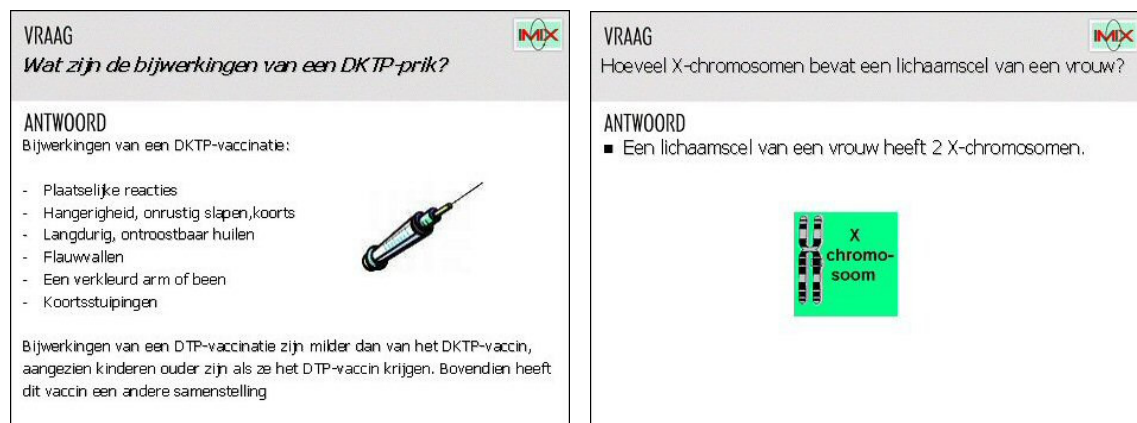 VRAAG
IMIX
Wat zijn de bijwerkingen van een DKTP-prik?
ANTWOORD
Bijwerkingen van een DKTP-vaccinatie:
- Plaatselijke reacties
- Hangerigheid, onrustig slapen,koorts
- Langdurig, ontroostbaar huilen
- Flauwvallen
- Een verkleurd arm of been
- Koortsstuipingen
Bijwerkingen van een DTP-vaccinatie zijn milder dan van het DKTP-vaccin,
aangezien kinderen ouder zijn als ze het DTP-vaccin krijgen. Bovendien heeft
dit vaccin een andere samenstelling
VRAAG
IMIX
Hoeveel X-chromosomen bevat een lichaamscel van een vrouw?
ANTWOORD
■ Een lichaamscel van een vrouw heeft 2 X-chromosomen.
X
chromo-
soom